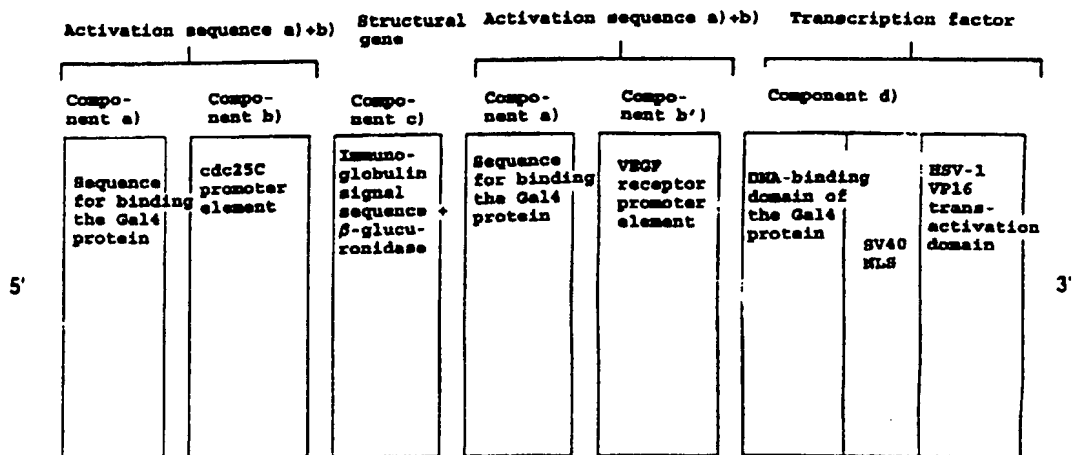 Activation sequence a)+b)
Structural
gene
Activation sequence a)+b)
Transcription factor
Compo-
nent a)
Compo-
nent b)
Compo-
nent c)
Compo-
nent a)
Compo-
nent b')
Component d)
Sequence
for binding
the Gal4
protein
cdc25C
promoter
element
Immuno-
globulin
signal
sequence +
β-glucu-
ronidase
Sequence
for binding
the Gal4
protein
VEGF
receptor
promoter
element
DNA-binding
domain of
the Gal4
protein
SV40
NLS
HSV-1
VP16
trans-
activation
domain
5'
3'